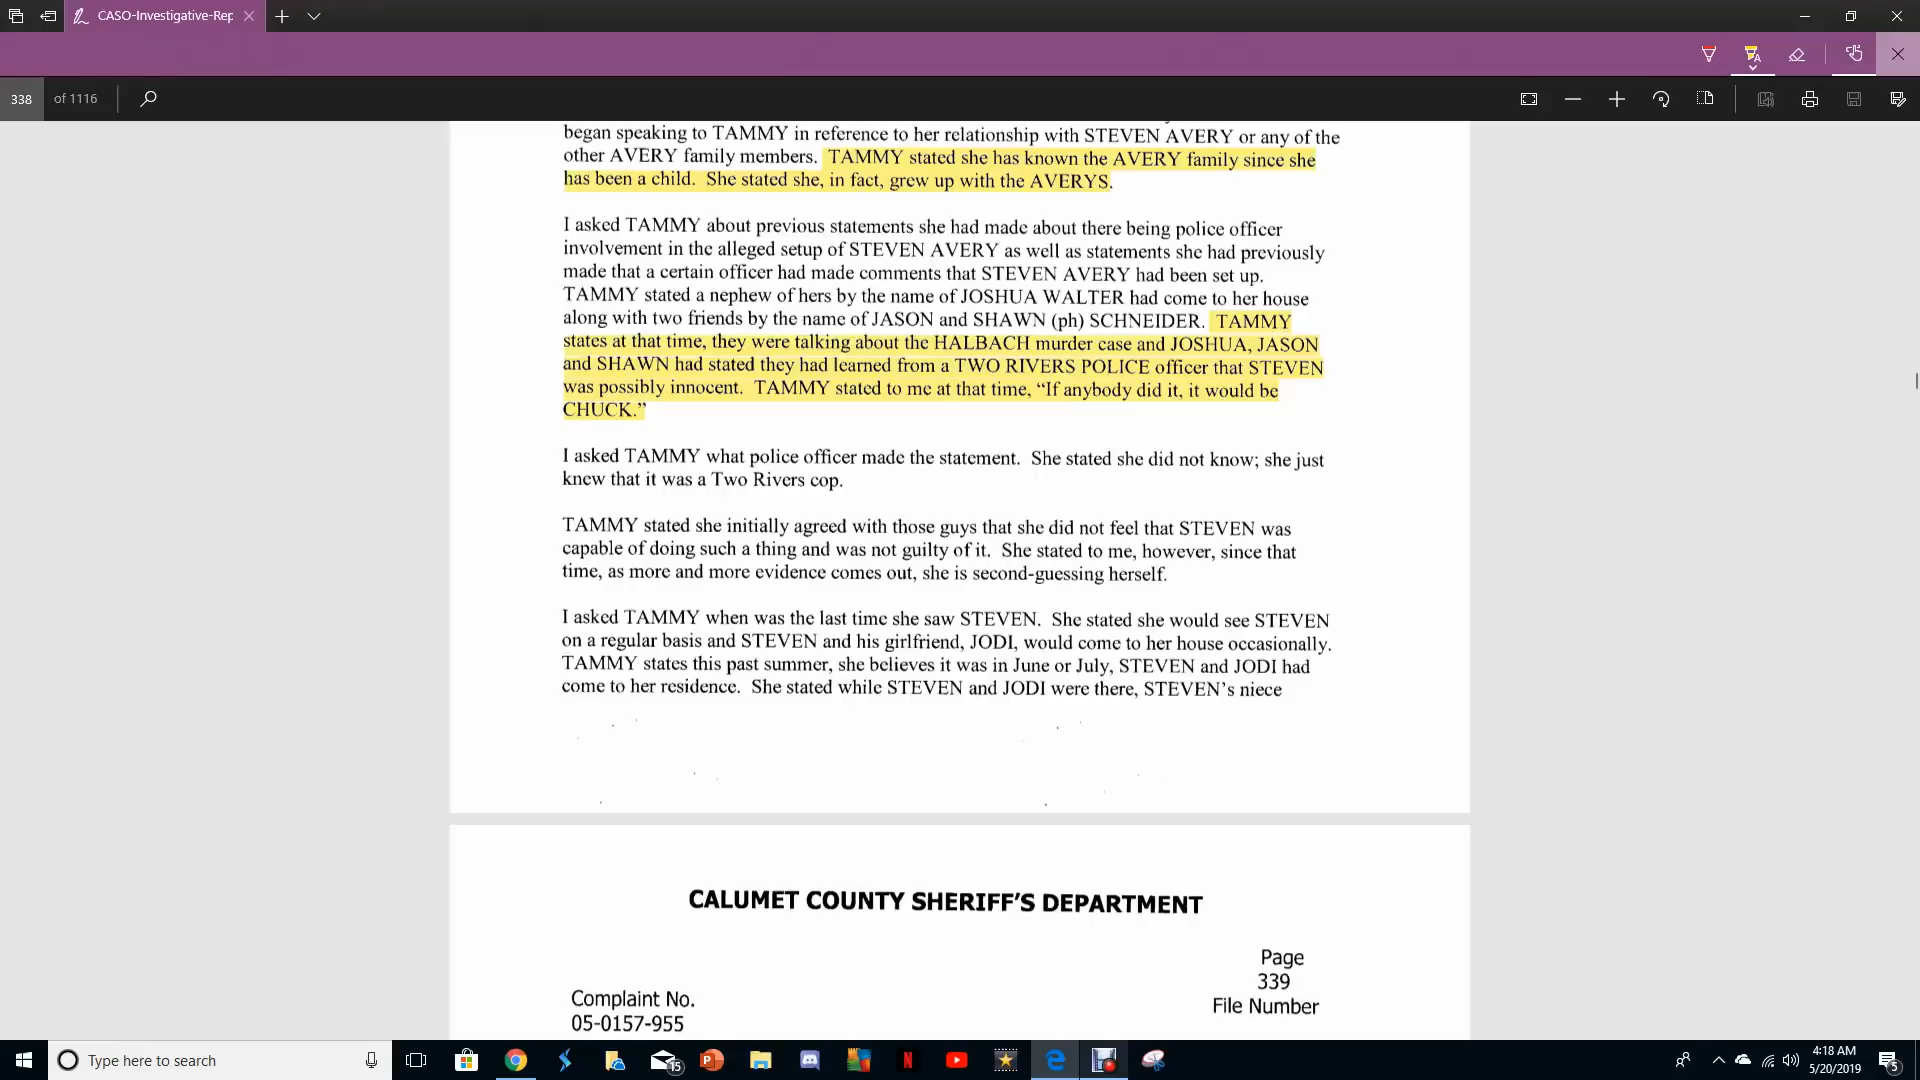 CASO-Investigative-Rep
338 of 1116
began speaking to TAMMY in reference to her relationship with STEVEN AVERY or any of the
other AVERY family members. TAMMY stated she has known the AVERY family since she
has been a child. She stated she, in fact, grew up with the AVERYS.
I asked TAMMY about previous statements she had made about there being police officer
involvement in the alleged setup of STEVEN AVERY as well as statements she had previously
made that a certain officer had made comments that STEVEN AVERY had been set up.
TAMMY stated a nephew of hers by the name of JOSHUA WALTER had come to her house
along with two friends by the name of JASON and SHAWN (ph) SCHNEIDER. TAMMY
states at that time, they were talking about the HALBACH murder case and JOSHUA, JASON
and SHAWN had stated they had learned from a TWO RIVERS POLICE officer that STEVEN
was possibly innocent. TAMMY stated to me at that time, “If anybody did it, it would be
CHUCK.”
I asked TAMMY what police officer made the statement. She stated she did not know; she just
knew that it was a Two Rivers cop.
TAMMY stated she initially agreed with those guys that she did not feel that STEVEN was
capable of doing such a thing and was not guilty of it. She stated to me, however, since that
time, as more and more evidence comes out, she is second-guessing herself.
I asked TAMMY when was the last time she saw STEVEN. She stated she would see STEVEN
on a regular basis and STEVEN and his girlfriend, JODI, would come to her house occasionally.
TAMMY states this past summer, she believes it was in June or July, STEVEN and JODI had
come to her residence. She stated while STEVEN and JODI were there, STEVEN’s niece
CALUMET COUNTY SHERIFF’S DEPARTMENT
Page
339
Complaint No.
File Number
05-0157-955
Type here to search
15
4:18 AM
5/20/2019
5